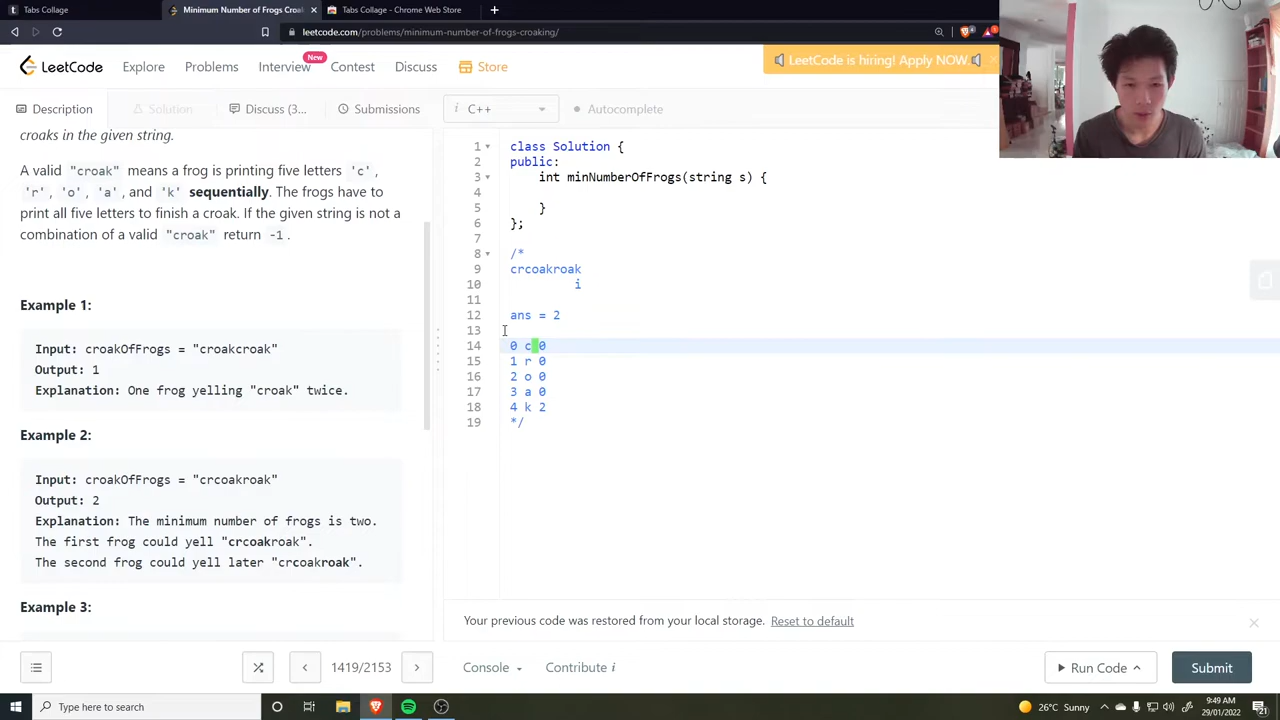 Tabs Collage
Minimum Number of Frogs Croak
Tabs Collage - Chrome Web Store
leetcode.com/problems/minimum-number-of-frogs-croaking/
LeetCode
Explore
Problems
Interview
New
Contest
Discuss
Store
LeetCode is hiring! Apply NOW.
Description
Solution
Discuss (3...
Submissions
i C++
Autocomplete
croaks in the given string.
A valid "croak" means a frog is printing five letters 'c',
'r', 'o', 'a', and 'k' sequentially. The frogs have to
print all five letters to finish a croak. If the given string is not a
combination of a valid "croak" return -1.
Example 1:
Input: croakOfFrogs = "croakcroak"
Output: 1
Explanation: One frog yelling "croak" twice.
Example 2:
Input: croakOfFrogs = "crcoakroak"
Output: 2
Explanation: The minimum number of frogs is two.
The first frog could yell "crcoakroak".
The second frog could yell later "crcoakroak".
Example 3:
1 class Solution {
2 public:
3 int minNumberOfFrogs(string s) {
4
5 }
6 };
7
8 /*
9 crcoakroak
10 i
11
12 ans = 2
13
14 0 c 0
15 1 r 0
16 2 o 0
17 3 a 0
18 4 k 2
19 */
Your previous code was restored from your local storage. Reset to default
1419/2153
Console
Contribute i
Run Code
Submit
Type here to search
26°C Sunny
9:49 AM
29/01/2022
21